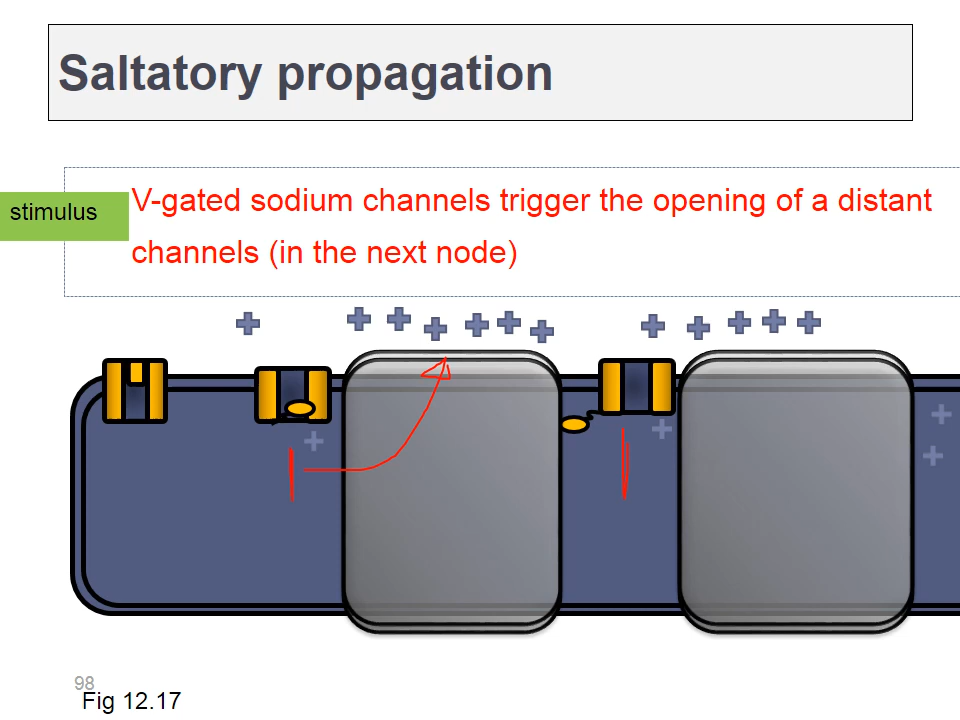 Saltatory propagation
stimulus
V-gated sodium channels trigger the opening of a distant
channels (in the next node)
98
Fig 12.17